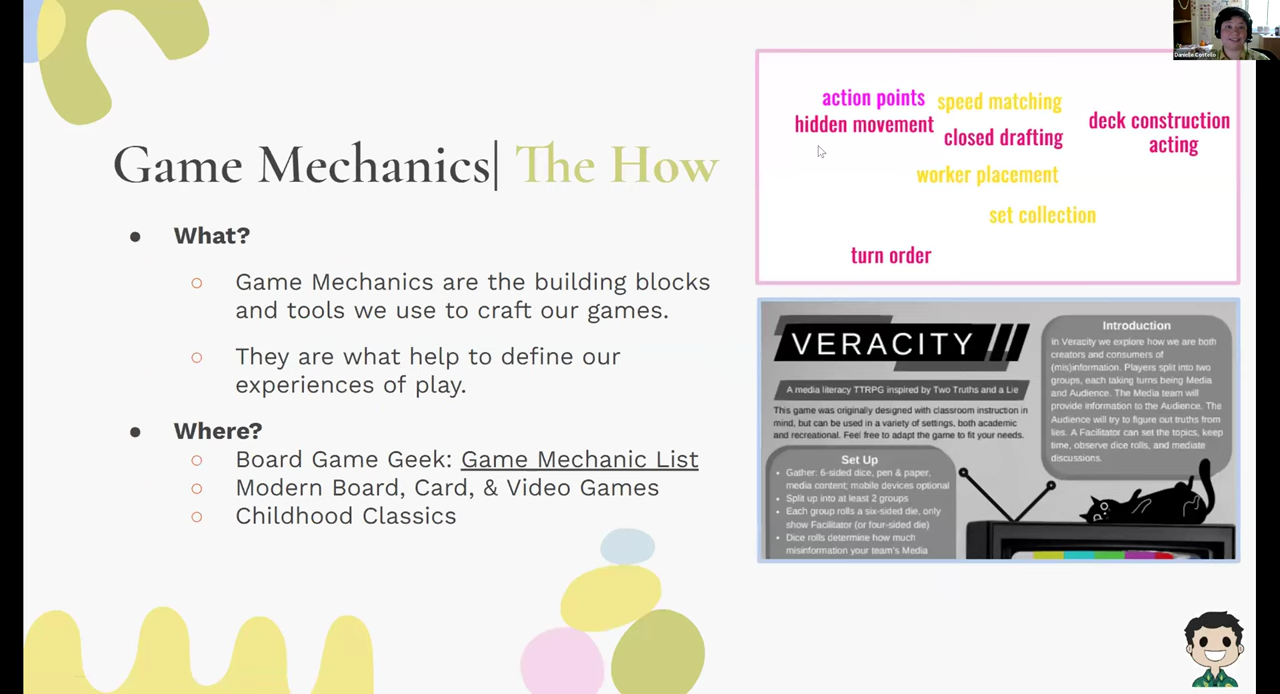 Game Mechanics| The How
● What?
○ Game Mechanics are the building blocks
and tools we use to craft our games.
○ They are what help to define our
experiences of play.
● Where?
○ Board Game Geek: Game Mechanic List
○ Modern Board, Card, & Video Games
○ Childhood Classics
action points
speed matching
hidden movement
closed drafting
deck construction
acting
worker placement
set collection
turn order
VERACITY
A media literacy TTRPG inspired by Two Truths and a Lie
This game was originally designed with classroom instruction in
mind, but can be used in a variety of settings, both academic
and recreational. Feel free to adapt the game to fit your needs.
Set Up
• Gather: 6-sided dice, pen & paper,
media content; mobile devices optional
• Split up into at least 2 groups
• Each group rolls a six-sided die, only
show Facilitator (or four-sided die)
• Dice rolls determine how much
misinformation your team's Media
Introduction
In Veracity we explore how we are both
creators and consumers of
(mis)information. Players split into two
groups, each taking turns being Media
and Audience. The Media team will
provide information to the Audience. The
Audience will try to figure out truths from
lies. A Facilitator can set the topics, keep
time, observe dice rolls, and mediate
discussions.
Danielle Costello